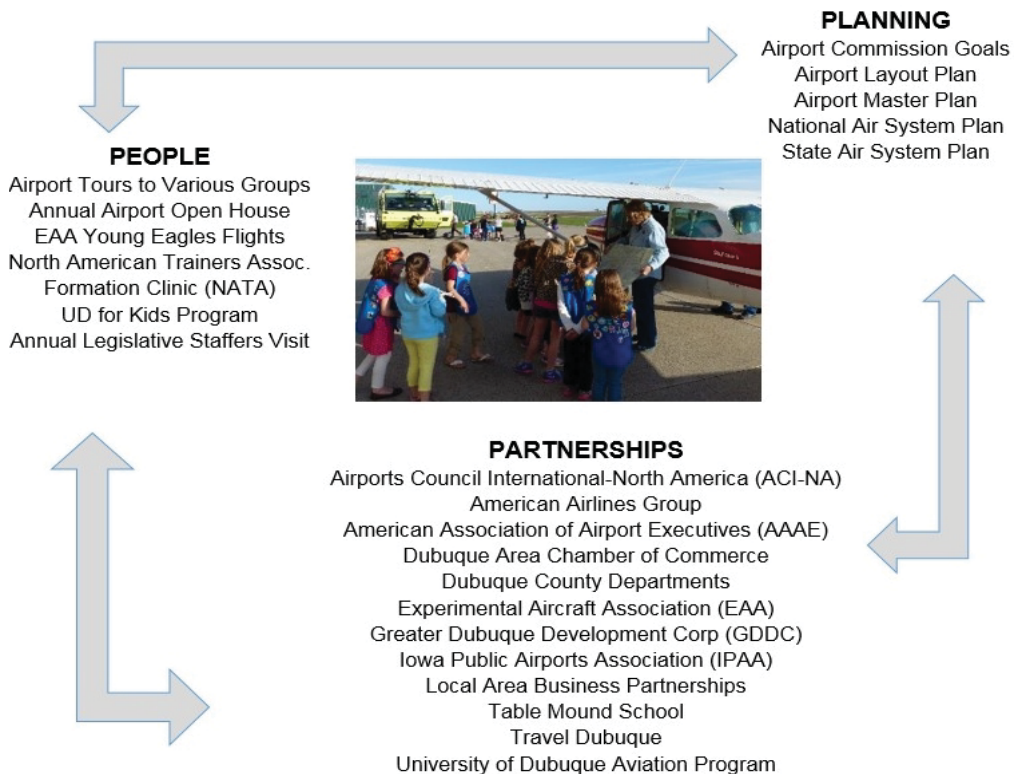 PLANNING
Airport Commission Goals
Airport Layout Plan
Airport Master Plan
National Air System Plan
State Air System Plan
PEOPLE
Airport Tours to Various Groups
Annual Airport Open House
EAA Young Eagles Flights
North American Trainers Assoc.
Formation Clinic (NATA)
UD for Kids Program
Annual Legislative Staffers Visit
PARTNERSHIPS
Airports Council International-North America (ACI-NA)
American Airlines Group
American Association of Airport Executives (AAAE)
Dubuque Area Chamber of Commerce
Dubuque County Departments
Experimental Aircraft Association (EAA)
Greater Dubuque Development Corp (GDDC)
Iowa Public Airports Association (IPAA)
Local Area Business Partnerships
Table Mound School
Travel Dubuque
University of Dubuque Aviation Program